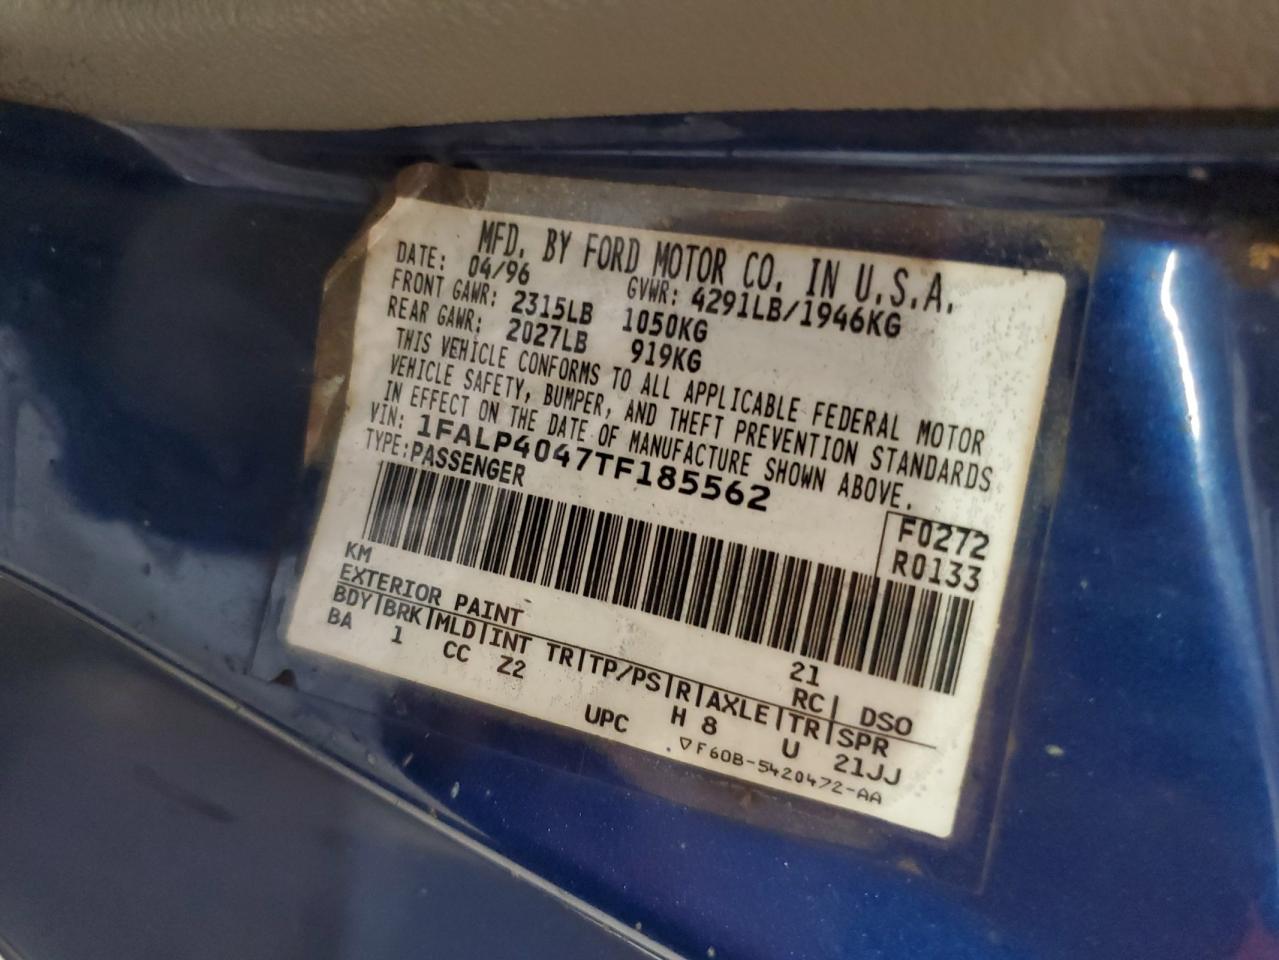 MFD. BY FORD MOTOR CO. IN U.S.A.
DATE: 04/96 GVWR: 4291LB/1946KG
FRONT GAWR: 2315LB 1050KG
REAR GAWR: 2027LB 919KG
THIS VEHICLE CONFORMS TO ALL APPLICABLE FEDERAL MOTOR
VEHICLE SAFETY, BUMPER, AND THEFT PREVENTION STANDARDS
IN EFFECT ON THE DATE OF MANUFACTURE SHOWN ABOVE.
VIN: 1FALP4047TF185562
TYPE: PASSENGER
F0272
R0133
KM
EXTERIOR PAINT 21 RC| DSO
BDY|BRK|MLD|INT TR|TP/PS|R|AXLE|TR|SPR
BA 1 CC Z2 H 8 U 21JJ
UPC ▽F60B-5420472-AA